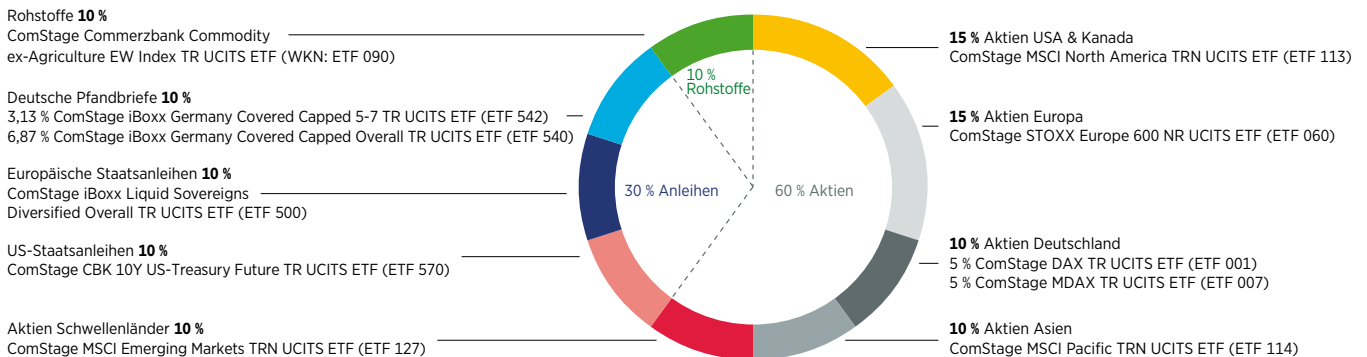 Rohstoffe 10 %
ComStage Commerzbank Commodity
ex-Agriculture EW Index TR UCITS ETF (WKN: ETF 090)
Deutsche Pfandbriefe 10 %
3,13 % ComStage iBoxx Germany Covered Capped 5-7 TR UCITS ETF (ETF 542)
6,87 % ComStage iBoxx Germany Covered Capped Overall TR UCITS ETF (ETF 540)
Europäische Staatsanleihen 10 %
ComStage iBoxx Liquid Sovereigns
Diversified Overall TR UCITS ETF (ETF 500)
US-Staatsanleihen 10 %
ComStage CBK 10Y US-Treasury Future TR UCITS ETF (ETF 570)
Aktien Schwellenländer 10 %
ComStage MSCI Emerging Markets TRN UCITS ETF (ETF 127)
10 %
Rohstoffe
30 % Anleihen
60 % Aktien
15 % Aktien USA & Kanada
ComStage MSCI North America TRN UCITS ETF (ETF 113)
15 % Aktien Europa
ComStage STOXX Europe 600 NR UCITS ETF (ETF 060)
10 % Aktien Deutschland
5 % ComStage DAX TR UCITS ETF (ETF 001)
5 % ComStage MDAX TR UCITS ETF (ETF 007)
10 % Aktien Asien
ComStage MSCI Pacific TRN UCITS ETF (ETF 114)